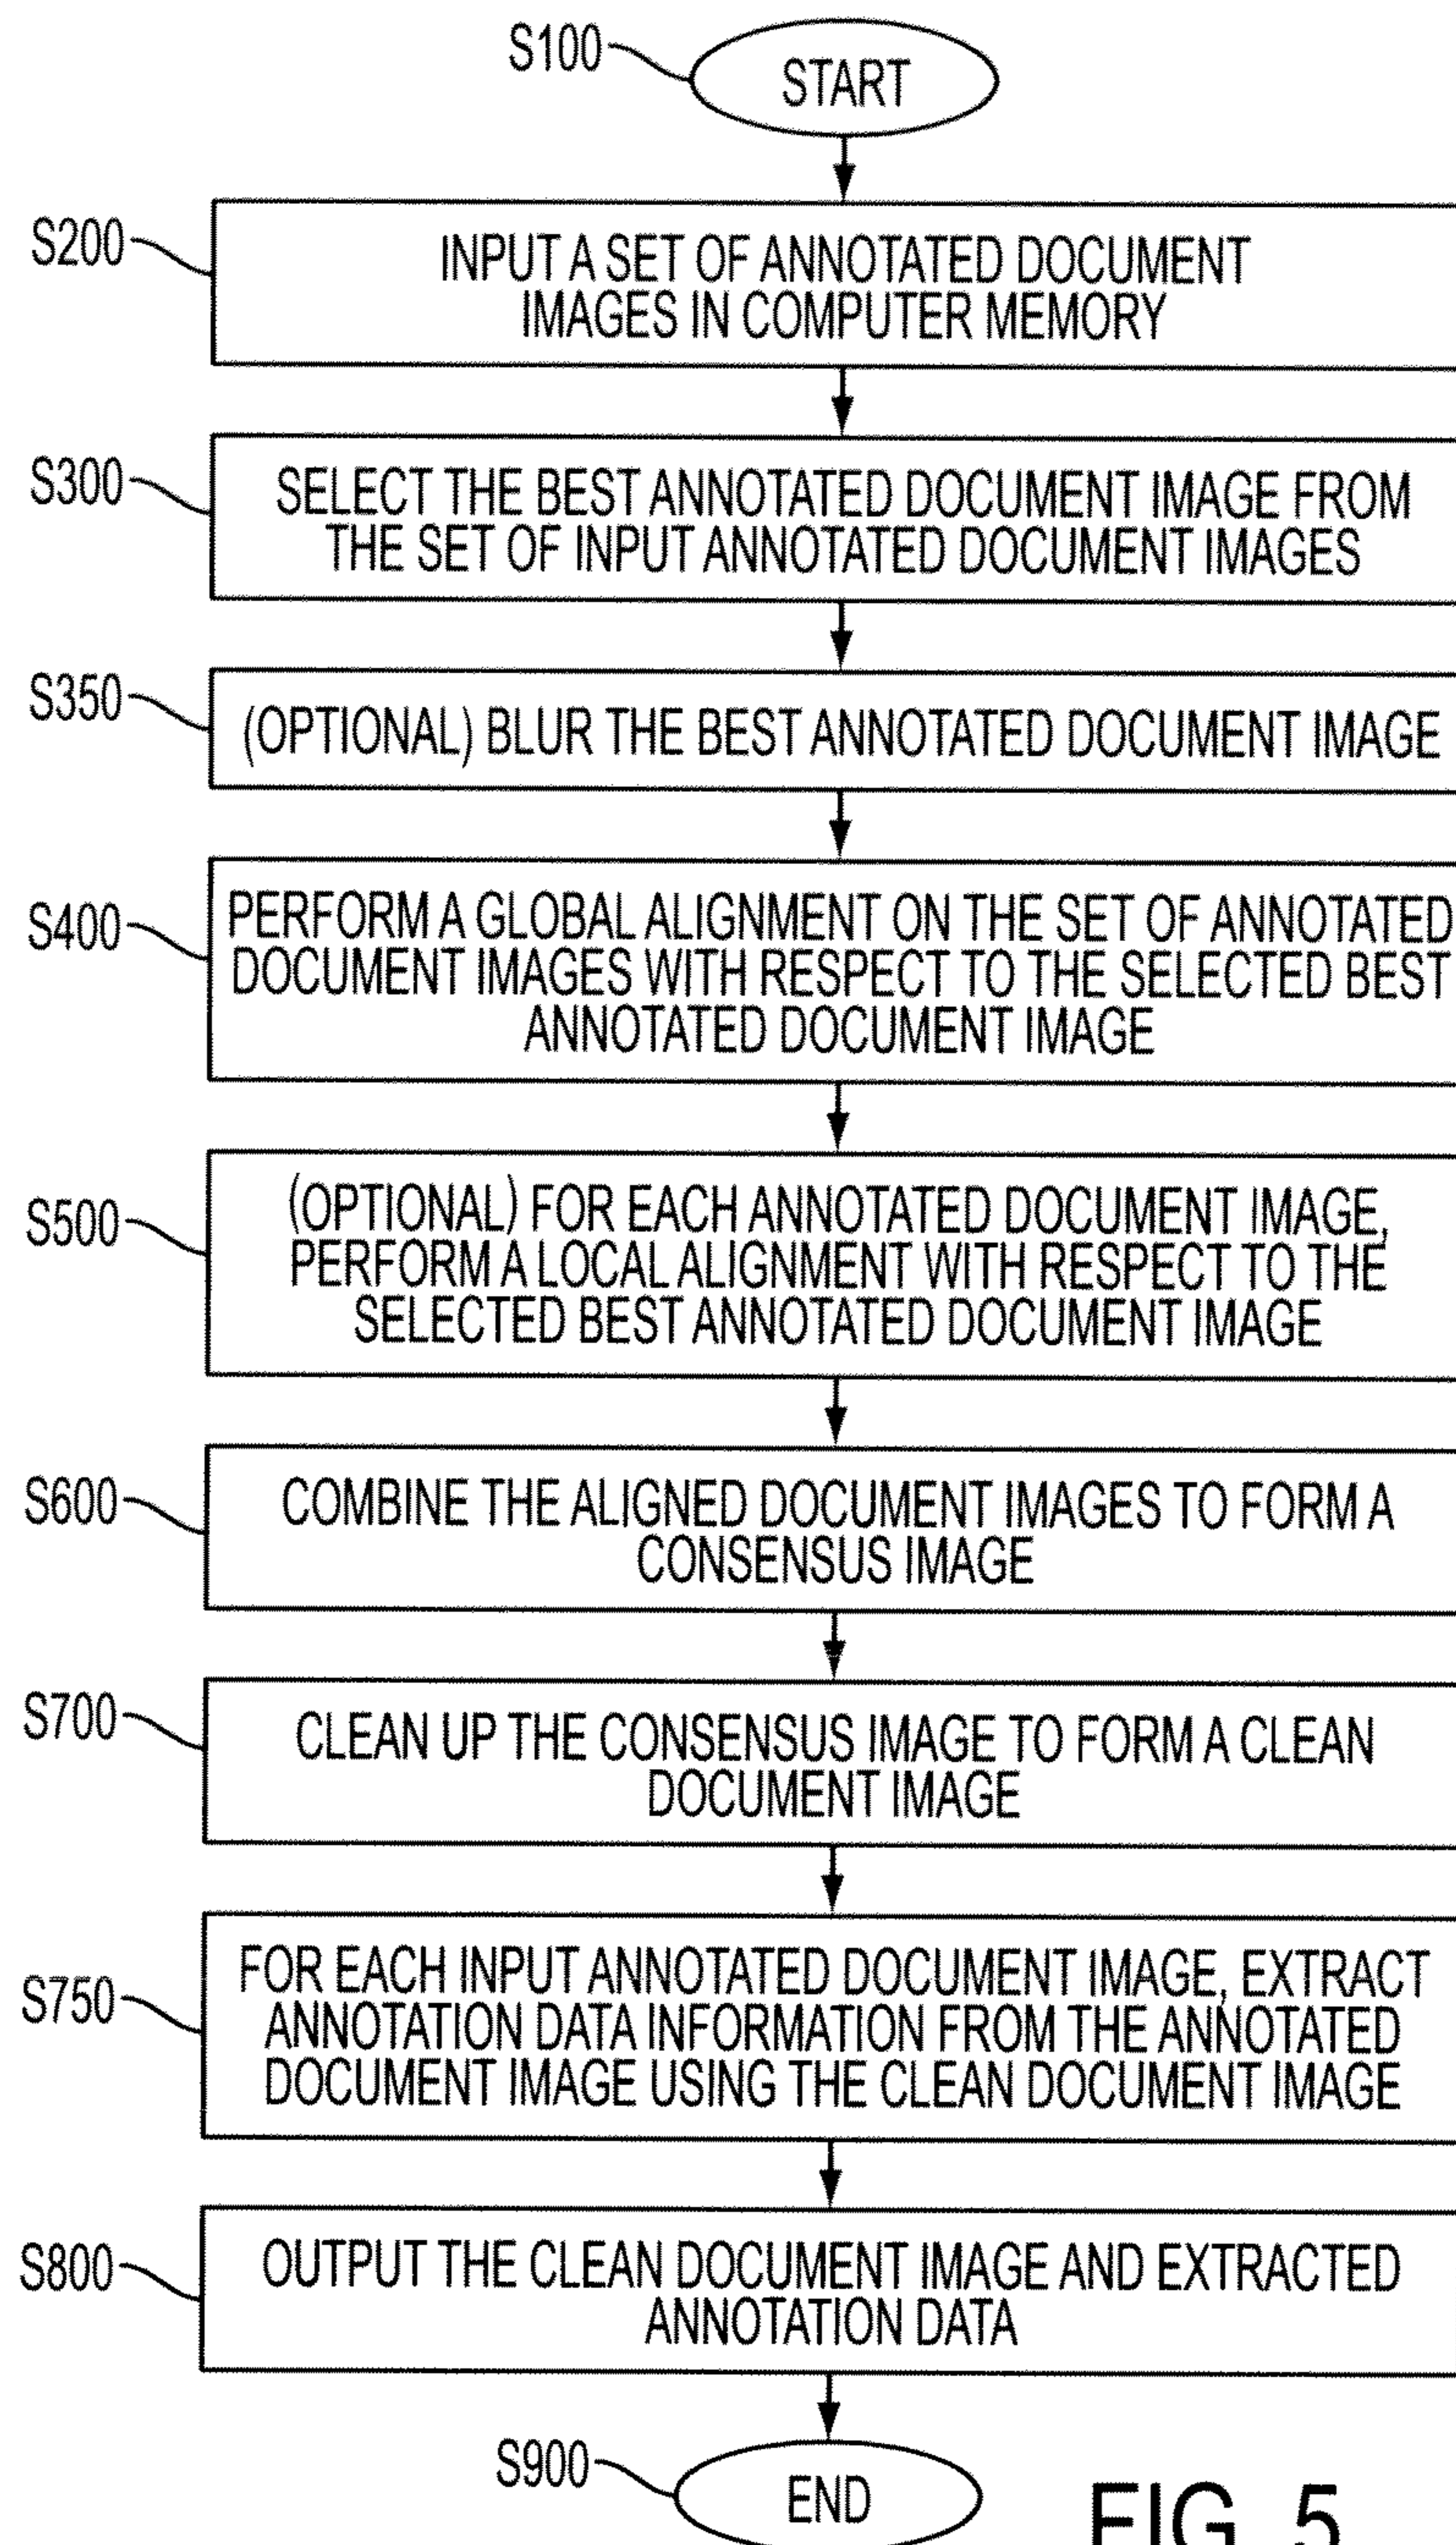 S100
START
S200
INPUT A SET OF ANNOTATED DOCUMENT
IMAGES IN COMPUTER MEMORY
S300
SELECT THE BEST ANNOTATED DOCUMENT IMAGE FROM
THE SET OF INPUT ANNOTATED DOCUMENT IMAGES
S350
(OPTIONAL) BLUR THE BEST ANNOTATED DOCUMENT IMAGE
S400
PERFORM A GLOBAL ALIGNMENT ON THE SET OF ANNOTATED
DOCUMENT IMAGES WITH RESPECT TO THE SELECTED BEST
ANNOTATED DOCUMENT IMAGE
S500
(OPTIONAL) FOR EACH ANNOTATED DOCUMENT IMAGE,
PERFORM A LOCAL ALIGNMENT WITH RESPECT TO THE
SELECTED BEST ANNOTATED DOCUMENT IMAGE
S600
COMBINE THE ALIGNED DOCUMENT IMAGES TO FORM A
CONSENSUS IMAGE
S700
CLEAN UP THE CONSENSUS IMAGE TO FORM A CLEAN
DOCUMENT IMAGE
S750
FOR EACH INPUT ANNOTATED DOCUMENT IMAGE, EXTRACT
ANNOTATION DATA INFORMATION FROM THE ANNOTATED
DOCUMENT IMAGE USING THE CLEAN DOCUMENT IMAGE
S800
OUTPUT THE CLEAN DOCUMENT IMAGE AND EXTRACTED
ANNOTATION DATA
S900
END
FIG. 5